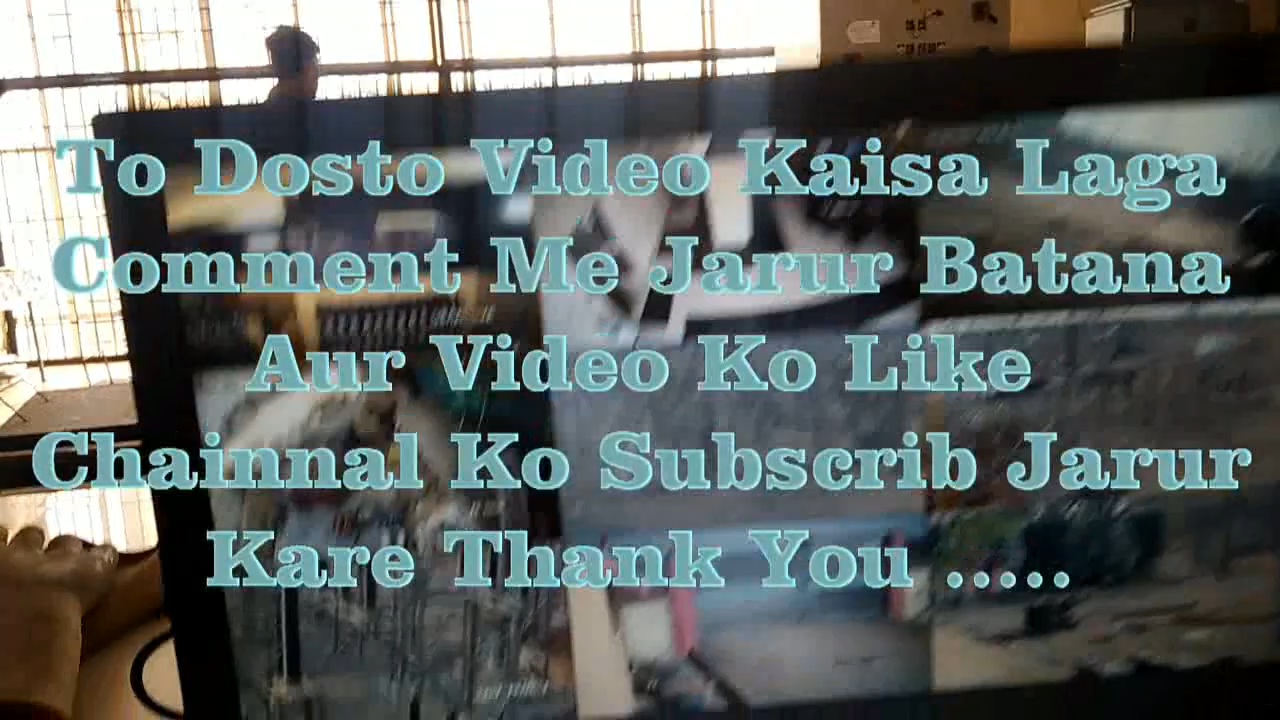 To Dosto Video Kaisa Laga
Comment Me Jarur Batana
Aur Video Ko Like
Chainnal Ko Subscrib Jarur
Kare Thank You .....